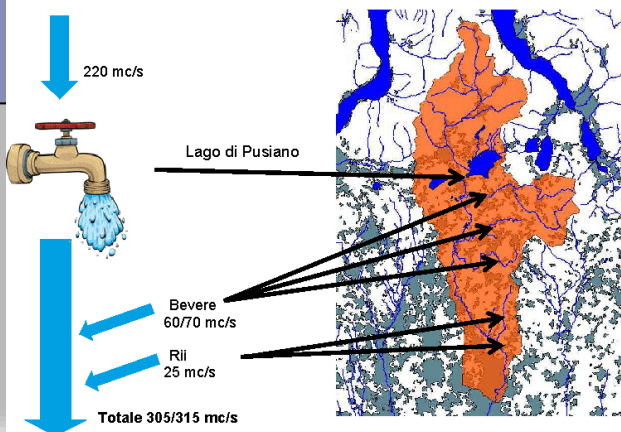 220 mc/s
Lago di Pusiano
Bevere
60/70 mc/s
Rii
25 mc/s
Totale 305/315 mc/s